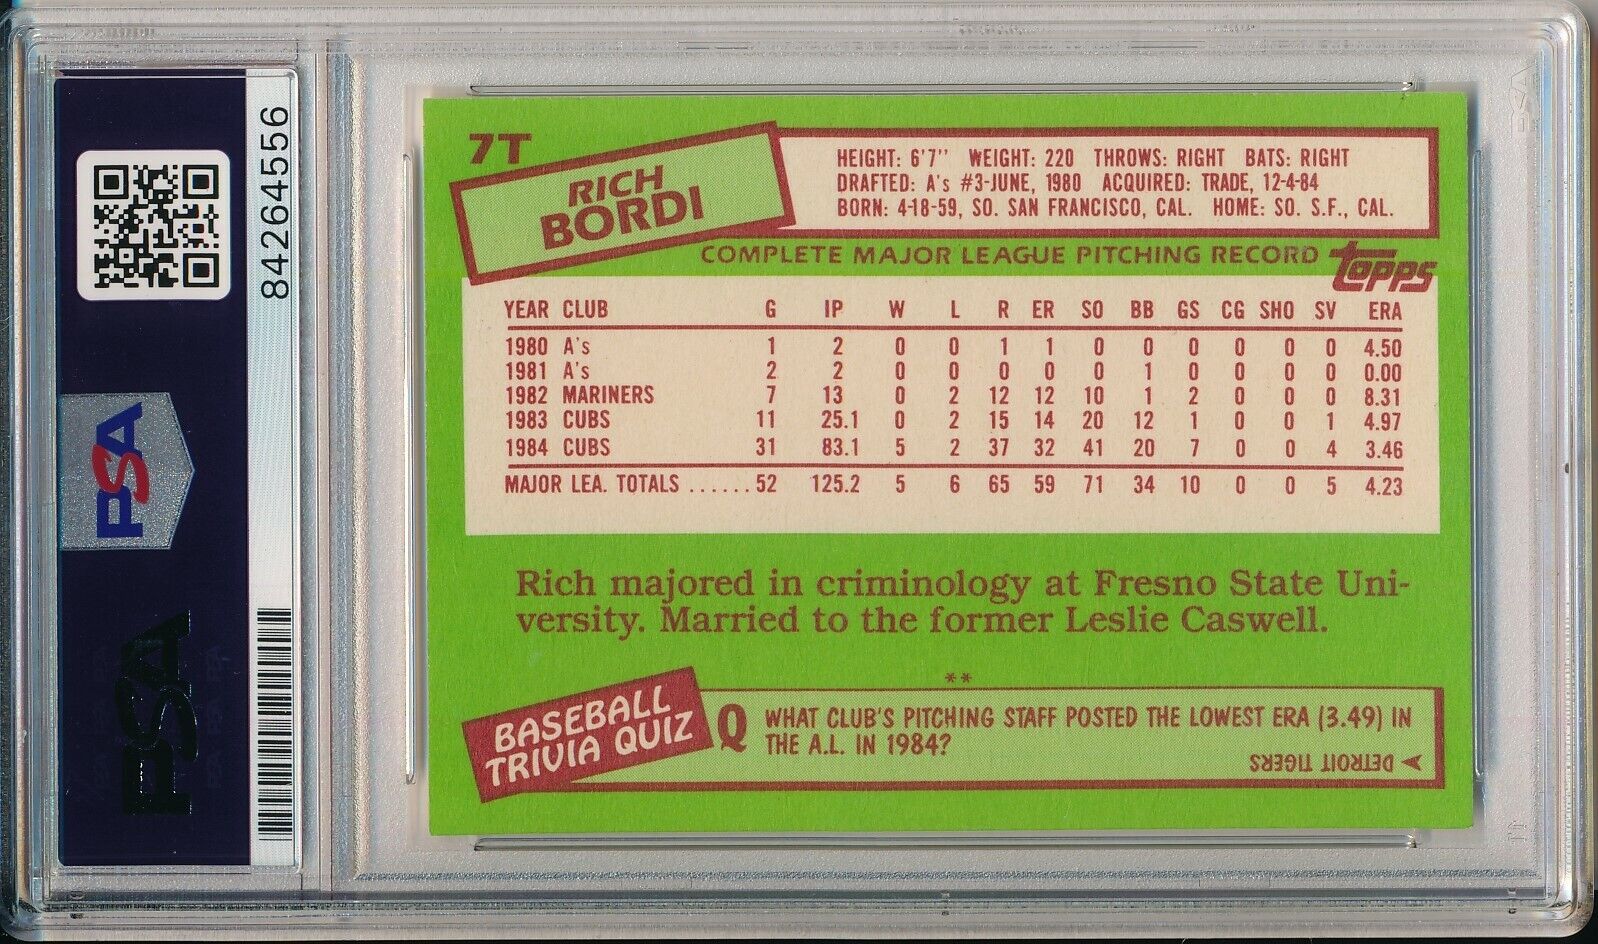 84264556
PSA
PSA
7T
RICH
BORDI
HEIGHT: 6'7" WEIGHT: 220 THROWS: RIGHT BATS: RIGHT
DRAFTED: A's #3-JUNE, 1980 ACQUIRED: TRADE, 12-4-84
BORN: 4-18-59, SO. SAN FRANCISCO, CAL. HOME: SO. S.F., CAL.
COMPLETE MAJOR LEAGUE PITCHING RECORD
topps
YEAR CLUB G IP W L R ER SO BB GS CG SHO SV ERA
1980 A's 1 2 0 0 1 1 0 0 0 0 0 0 4.50
1981 A's 2 2 0 0 0 0 0 1 0 0 0 0 0.00
1982 MARINERS 7 13 0 2 12 12 10 1 2 0 0 0 8.31
1983 CUBS 11 25.1 0 2 15 14 20 12 1 0 0 1 4.97
1984 CUBS 31 83.1 5 2 37 32 41 20 7 0 0 4 3.46
MAJOR LEA. TOTALS ......52 125.2 5 6 65 59 71 34 10 0 0 5 4.23
Rich majored in criminology at Fresno State Uni-
versity. Married to the former Leslie Caswell.
**
BASEBALL
TRIVIA QUIZ
Q WHAT CLUB'S PITCHING STAFF POSTED THE LOWEST ERA (3.49) IN
THE A.L. IN 1984?
A DETROIT TIGERS